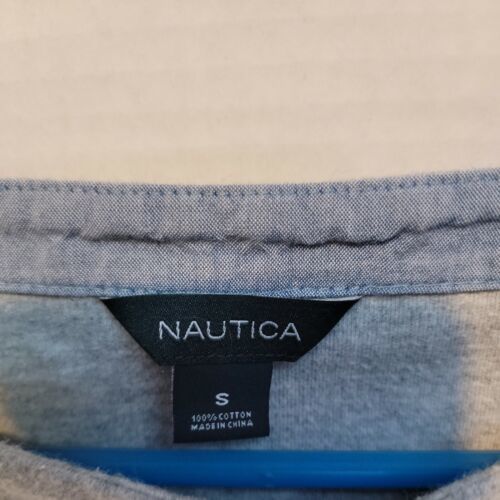 NAUTICA
S
100% COTTON
MADE IN CHINA